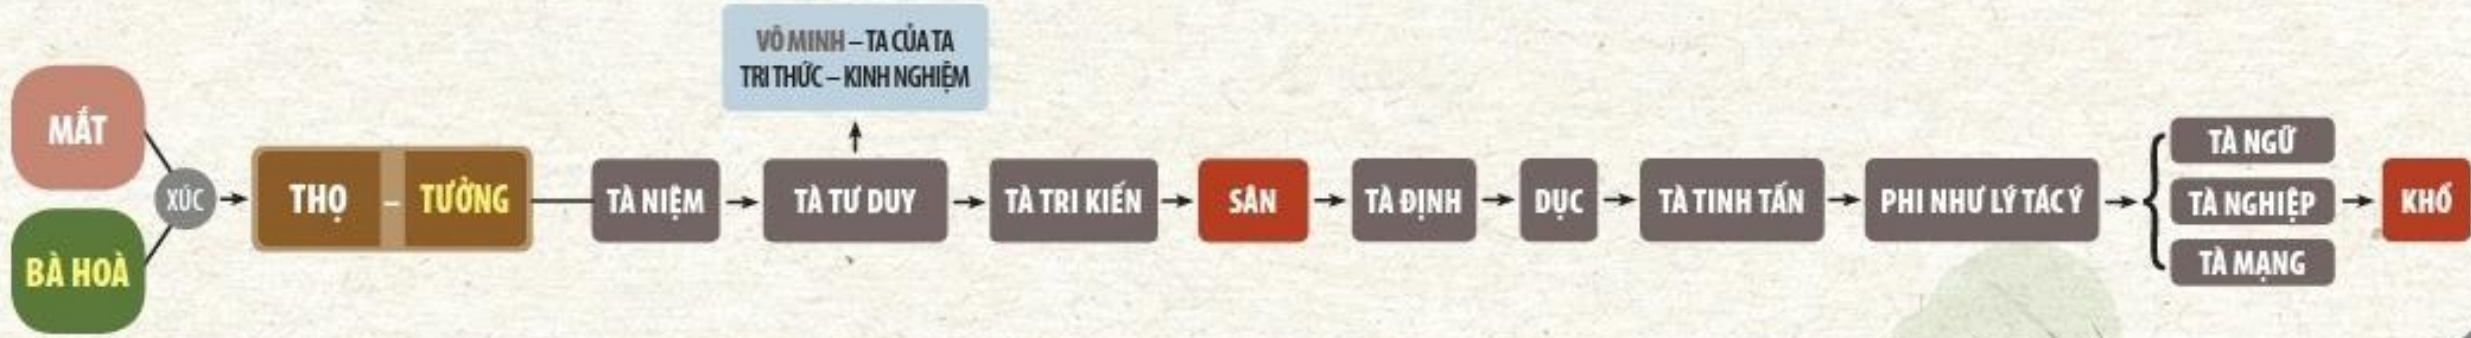 VÔ MINH – TA CỦA TA
TRI THỨC – KINH NGHIỆM
MẮT
BÀ HOÀ
XÚC
THỌ – TƯỞNG
TÀ NIỆM
TÀ TƯ DUY
TÀ TRI KIẾN
SÂN
TÀ ĐỊNH
DỤC
TÀ TINH TẤN
PHI NHƯ LÝ TÁC Ý
TÀ NGỮ
TÀ NGHIỆP
TÀ MẠNG
KHỔ